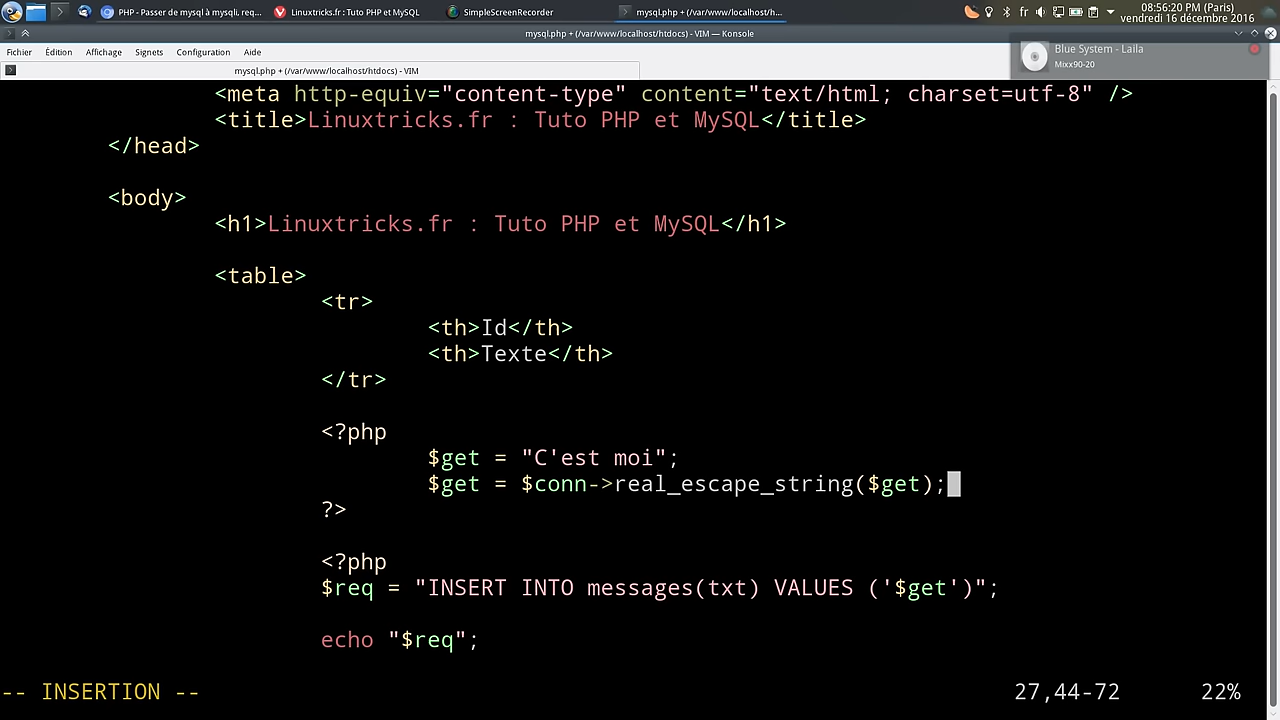 PHP - Passer de mysql à mysqli, req...
Linuxtricks.fr : Tuto PHP et MySQL
SimpleScreenRecorder
mysql.php + (/var/www/localhost/h...
fr
08:56:20 PM (Paris)
vendredi 16 décembre 2016
mysql.php + (/var/www/localhost/htdocs) - VIM — Konsole
Fichier Édition Affichage Signets Configuration Aide
Blue System - Laila
Mixx90-20
mysql.php + (/var/www/localhost/htdocs) - VIM
<meta http-equiv="content-type" content="text/html; charset=utf-8" />
<title>Linuxtricks.fr : Tuto PHP et MySQL</title>
</head>
<body>
<h1>Linuxtricks.fr : Tuto PHP et MySQL</h1>
<table>
<tr>
<th>Id</th>
<th>Texte</th>
</tr>
<?php
$get = "C'est moi";
$get = $conn->real_escape_string($get);
?>
<?php
$req = "INSERT INTO messages(txt) VALUES ('$get')";
echo "$req";
-- INSERTION -- 27,44-72 22%